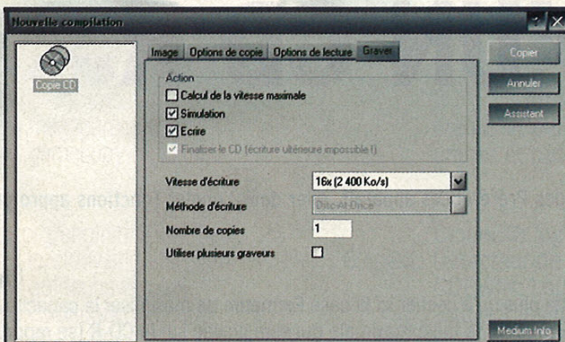 Nouvelle compilation
Copie CD
Image Options de copie Options de lecture Graver
Action
Calcul de la vitesse maximale
Simulation
Ecrire
Finaliser le CD (écriture ultérieure impossible !)
Vitesse d'écriture 16x (2 400 Ko/s)
Méthode d'écriture Disc-At-Once
Nombre de copies 1
Utiliser plusieurs graveurs
Copier
Annuler
Assistant
Medium Info